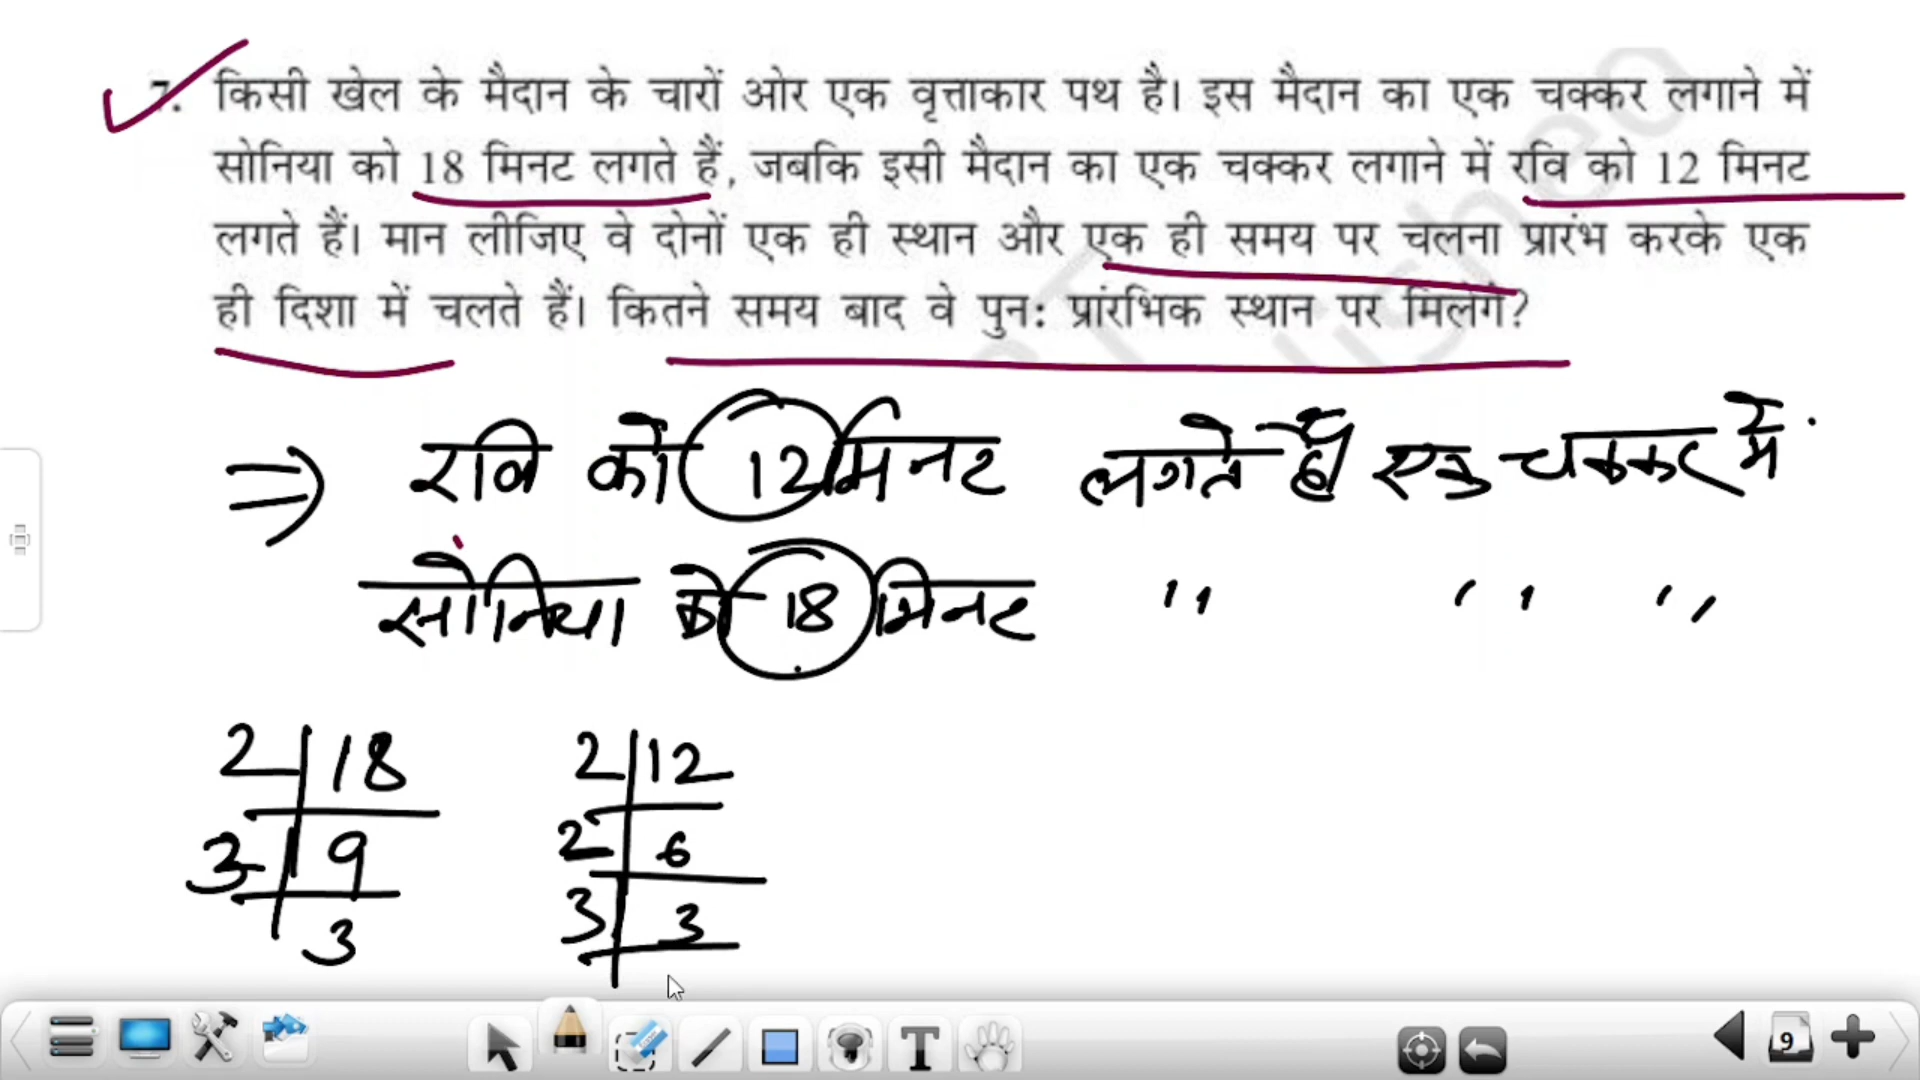 7. किसी खेल के मैदान के चारों ओर एक वृत्ताकार पथ है। इस मैदान का एक चक्कर लगाने में
सोनिया को 18 मिनट लगते हैं, जबकि इसी मैदान का एक चक्कर लगाने में रवि को 12 मिनट
लगते हैं। मान लीजिए वे दोनों एक ही स्थान और एक ही समय पर चलना प्रारंभ करके एक
ही दिशा में चलते हैं। कितने समय बाद वे पुन: प्रांरभिक स्थान पर मिलेंगे?
⇒ रवि को 12 मिनट लगते हैं एक चक्कर में.
सोनिया को 18 मिनट " " "
2 | 18 2 | 12
3 | 9 2 | 6
3 3 | 3
T 9